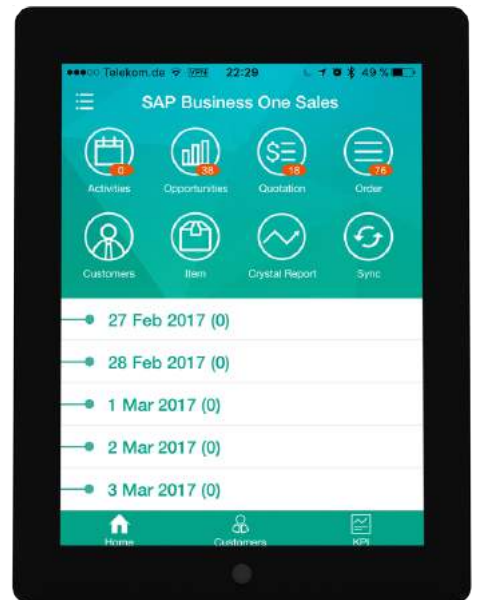 Telekom.de VPN 22:29 49 %
SAP Business One Sales
0 38 18 76
Activities Opportunities Quotation Order
Customers Item Crystal Report Sync
27 Feb 2017 (0)
28 Feb 2017 (0)
1 Mar 2017 (0)
2 Mar 2017 (0)
3 Mar 2017 (0)
Home Customers KPI